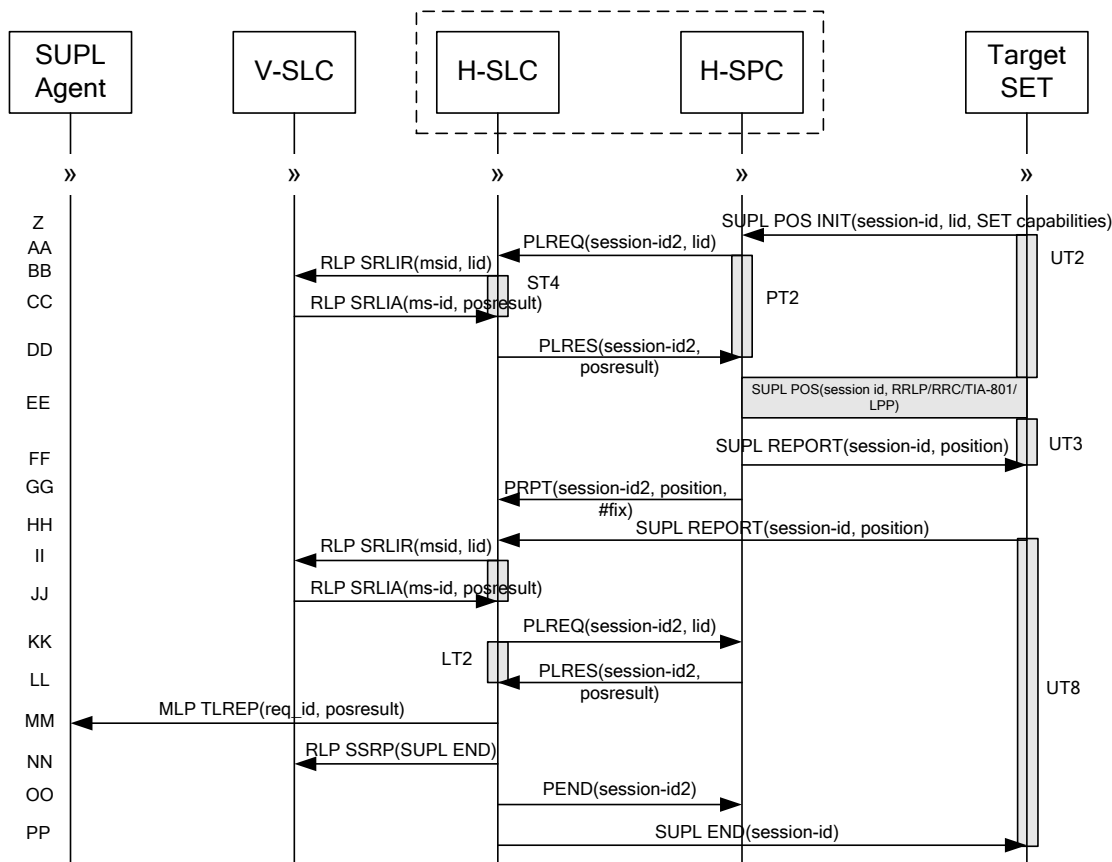 SUPL
Agent
V-SLC
H-SLC
H-SPC
Target
SET
»
»
»
»
»
Z
SUPL POS INIT(session-id, lid, SET capabilities)
AA
PLREQ(session-id2, lid)
UT2
BB
RLP SRLIR(msid, lid)
ST4
PT2
CC
RLP SRLIA(ms-id, posresult)
DD
PLRES(session-id2,
posresult)
EE
SUPL POS(session id, RRLP/RRC/TIA-801/
LPP)
UT3
FF
SUPL REPORT(session-id, position)
GG
PRPT(session-id2, position,
#fix)
HH
SUPL REPORT(session-id, position)
II
RLP SRLIR(msid, lid)
JJ
RLP SRLIA(ms-id, posresult)
KK
PLREQ(session-id2, lid)
LT2
LL
PLRES(session-id2,
posresult)
UT8
MM
MLP TLREP(req_id, posresult)
NN
RLP SSRP(SUPL END)
OO
PEND(session-id2)
PP
SUPL END(session-id)